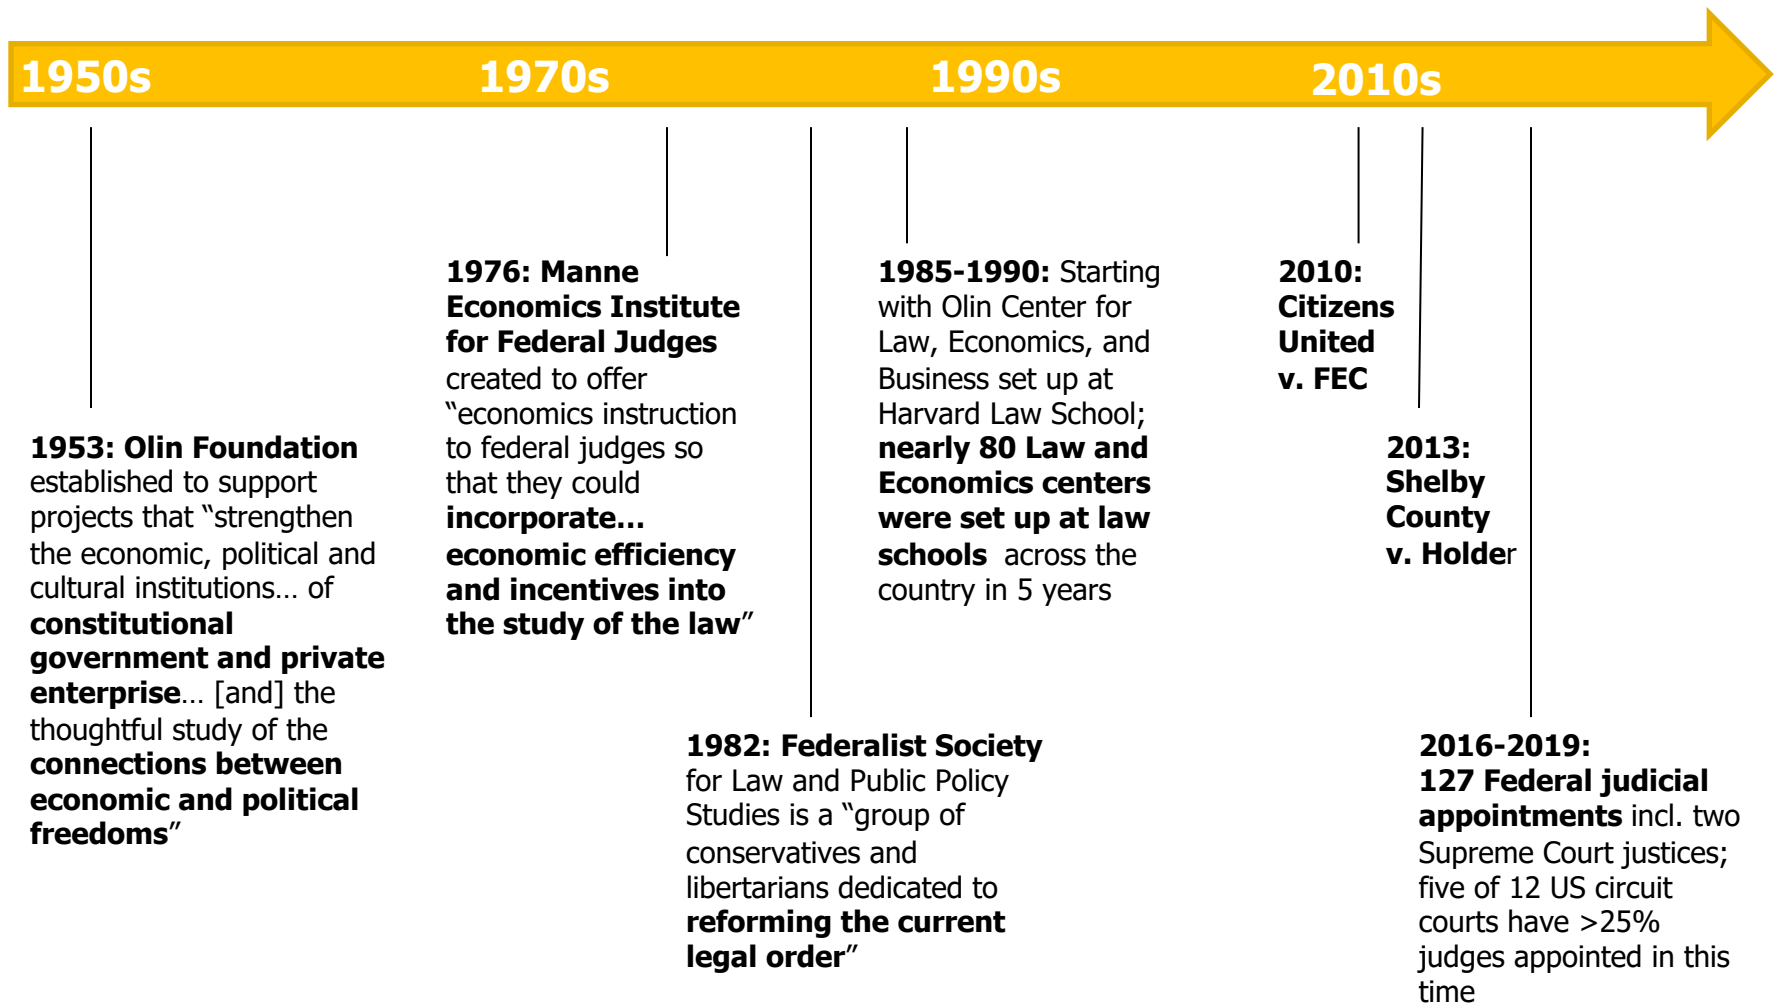 1950s
1970s
1990s
2010s
1953: Olin Foundation
established to support
projects that “strengthen
the economic, political and
cultural institutions… of
constitutional
government and private
enterprise… [and] the
thoughtful study of the
connections between
economic and political
freedoms”
1976: Manne
Economics Institute
for Federal Judges
created to offer
“economics instruction
to federal judges so
that they could
incorporate…
economic efficiency
and incentives into
the study of the law”
1982: Federalist Society
for Law and Public Policy
Studies is a “group of
conservatives and
libertarians dedicated to
reforming the current
legal order”
1985-1990: Starting
with Olin Center for
Law, Economics, and
Business set up at
Harvard Law School;
nearly 80 Law and
Economics centers
were set up at law
schools across the
country in 5 years
2010:
Citizens
United
v. FEC
2013:
Shelby
County
v. Holder
2016-2019:
127 Federal judicial
appointments incl. two
Supreme Court justices;
five of 12 US circuit
courts have >25%
judges appointed in this
time